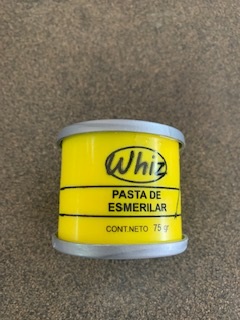 Whiz
PASTA DE
ESMERILAR
CONT.NETO 75 gr